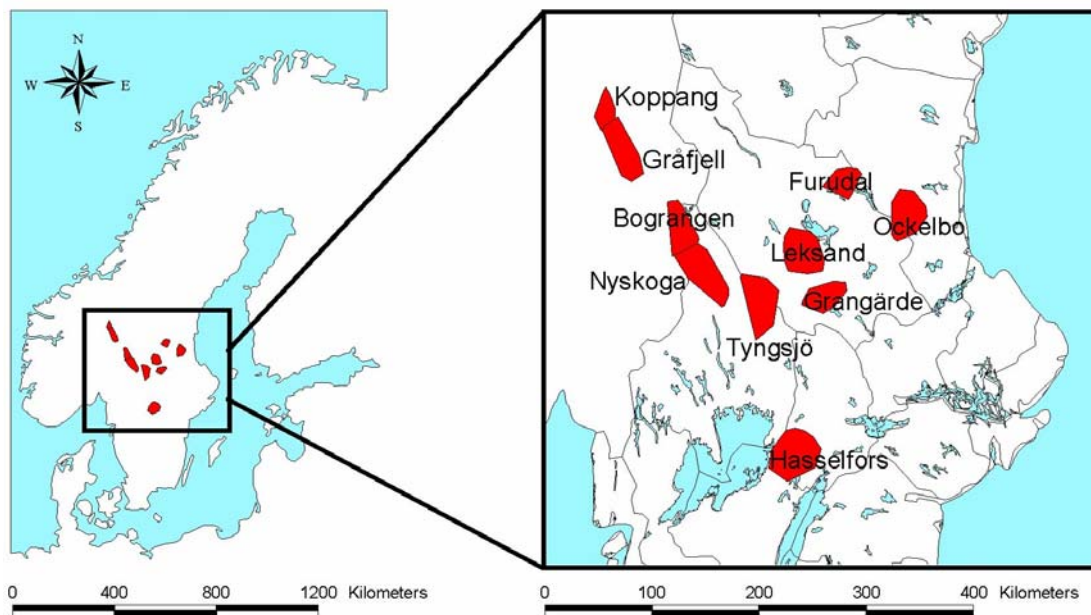 N
W E
S
Koppang
Gråfjell
Furudal
Bograngen
Ockelbo
Leksand
Nyskoga
Grangärde
Tyngsjö
Hasselfors
0 400 800 1200 Kilometers
0 100 200 300 400 Kilometers